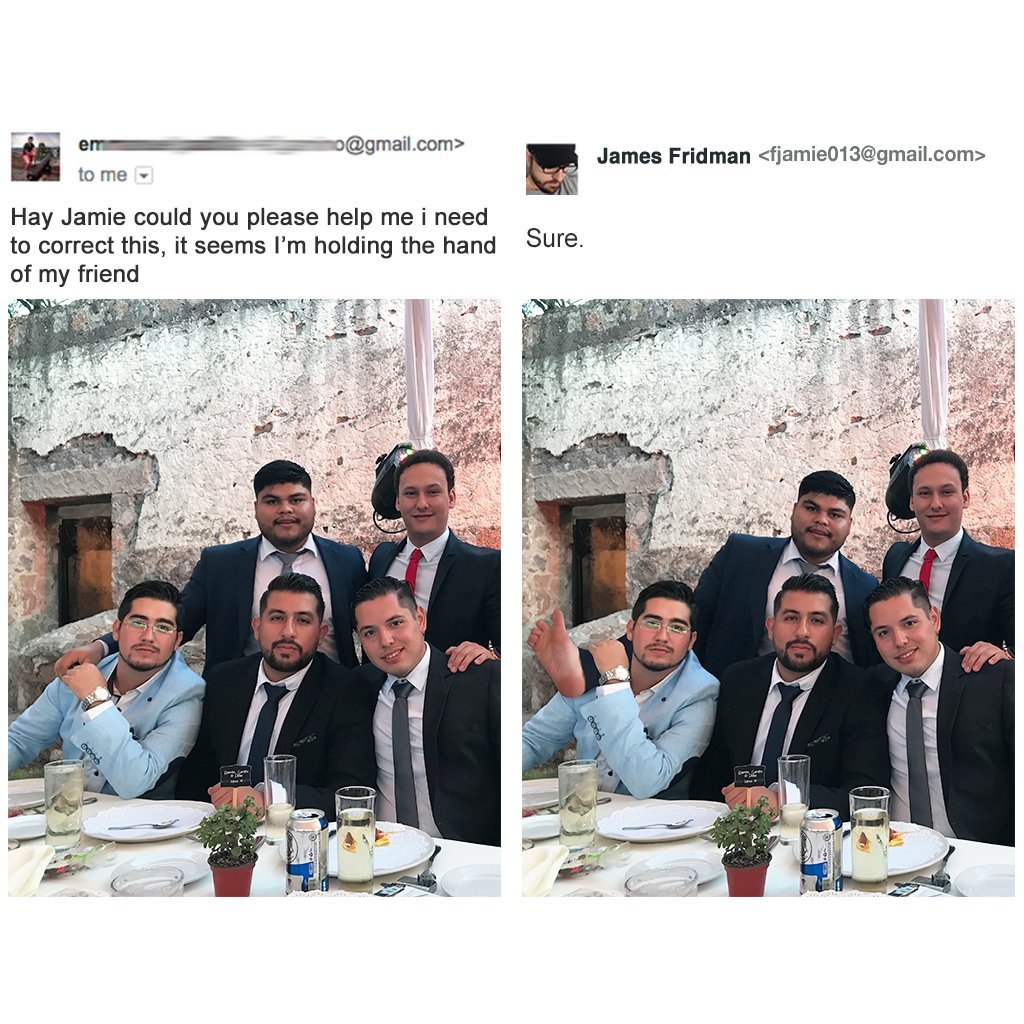 o@gmail.com>
to me
Hay Jamie could you please help me i need
to correct this, it seems I'm holding the hand
of my friend
James Fridman <fjamie013@gmail.com>
Sure.